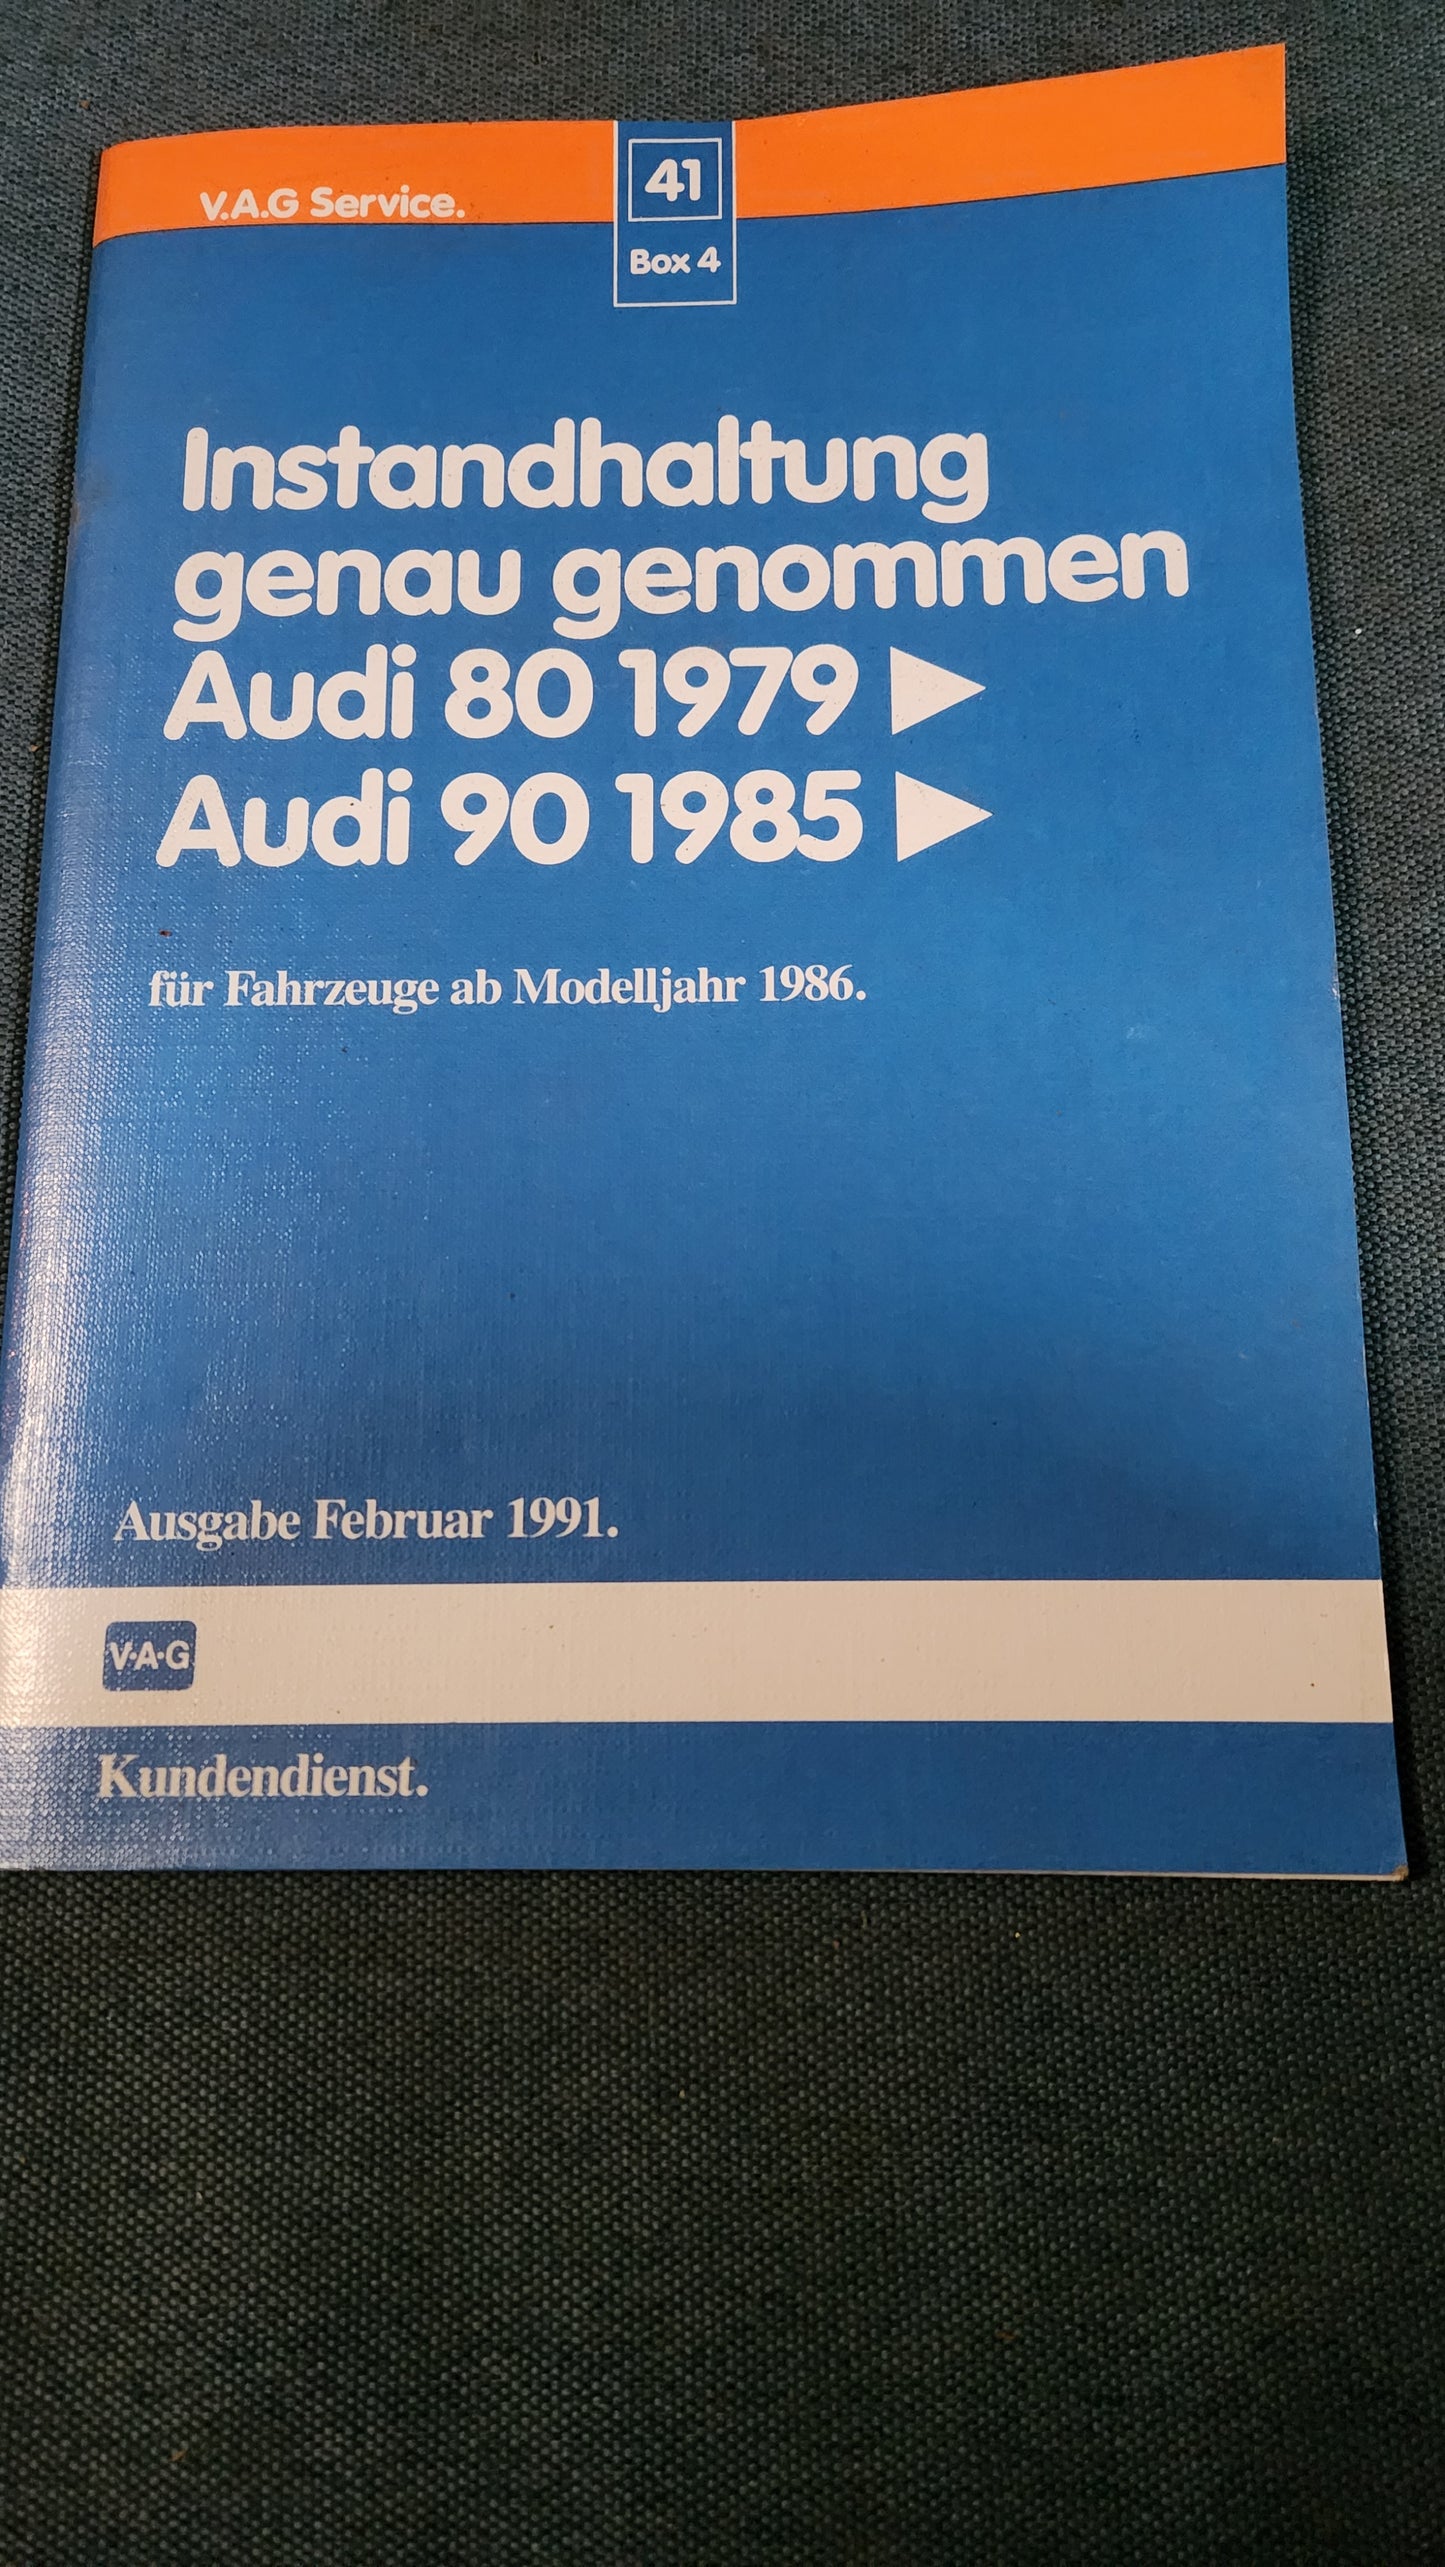 V.A.G Service.
41
Box 4
Instandhaltung
genau genommen
Audi 80 1979 ▶
Audi 90 1985 ▶
für Fahrzeuge ab Modelljahr 1986.
Ausgabe Februar 1991.
V·A·G
Kundendienst.